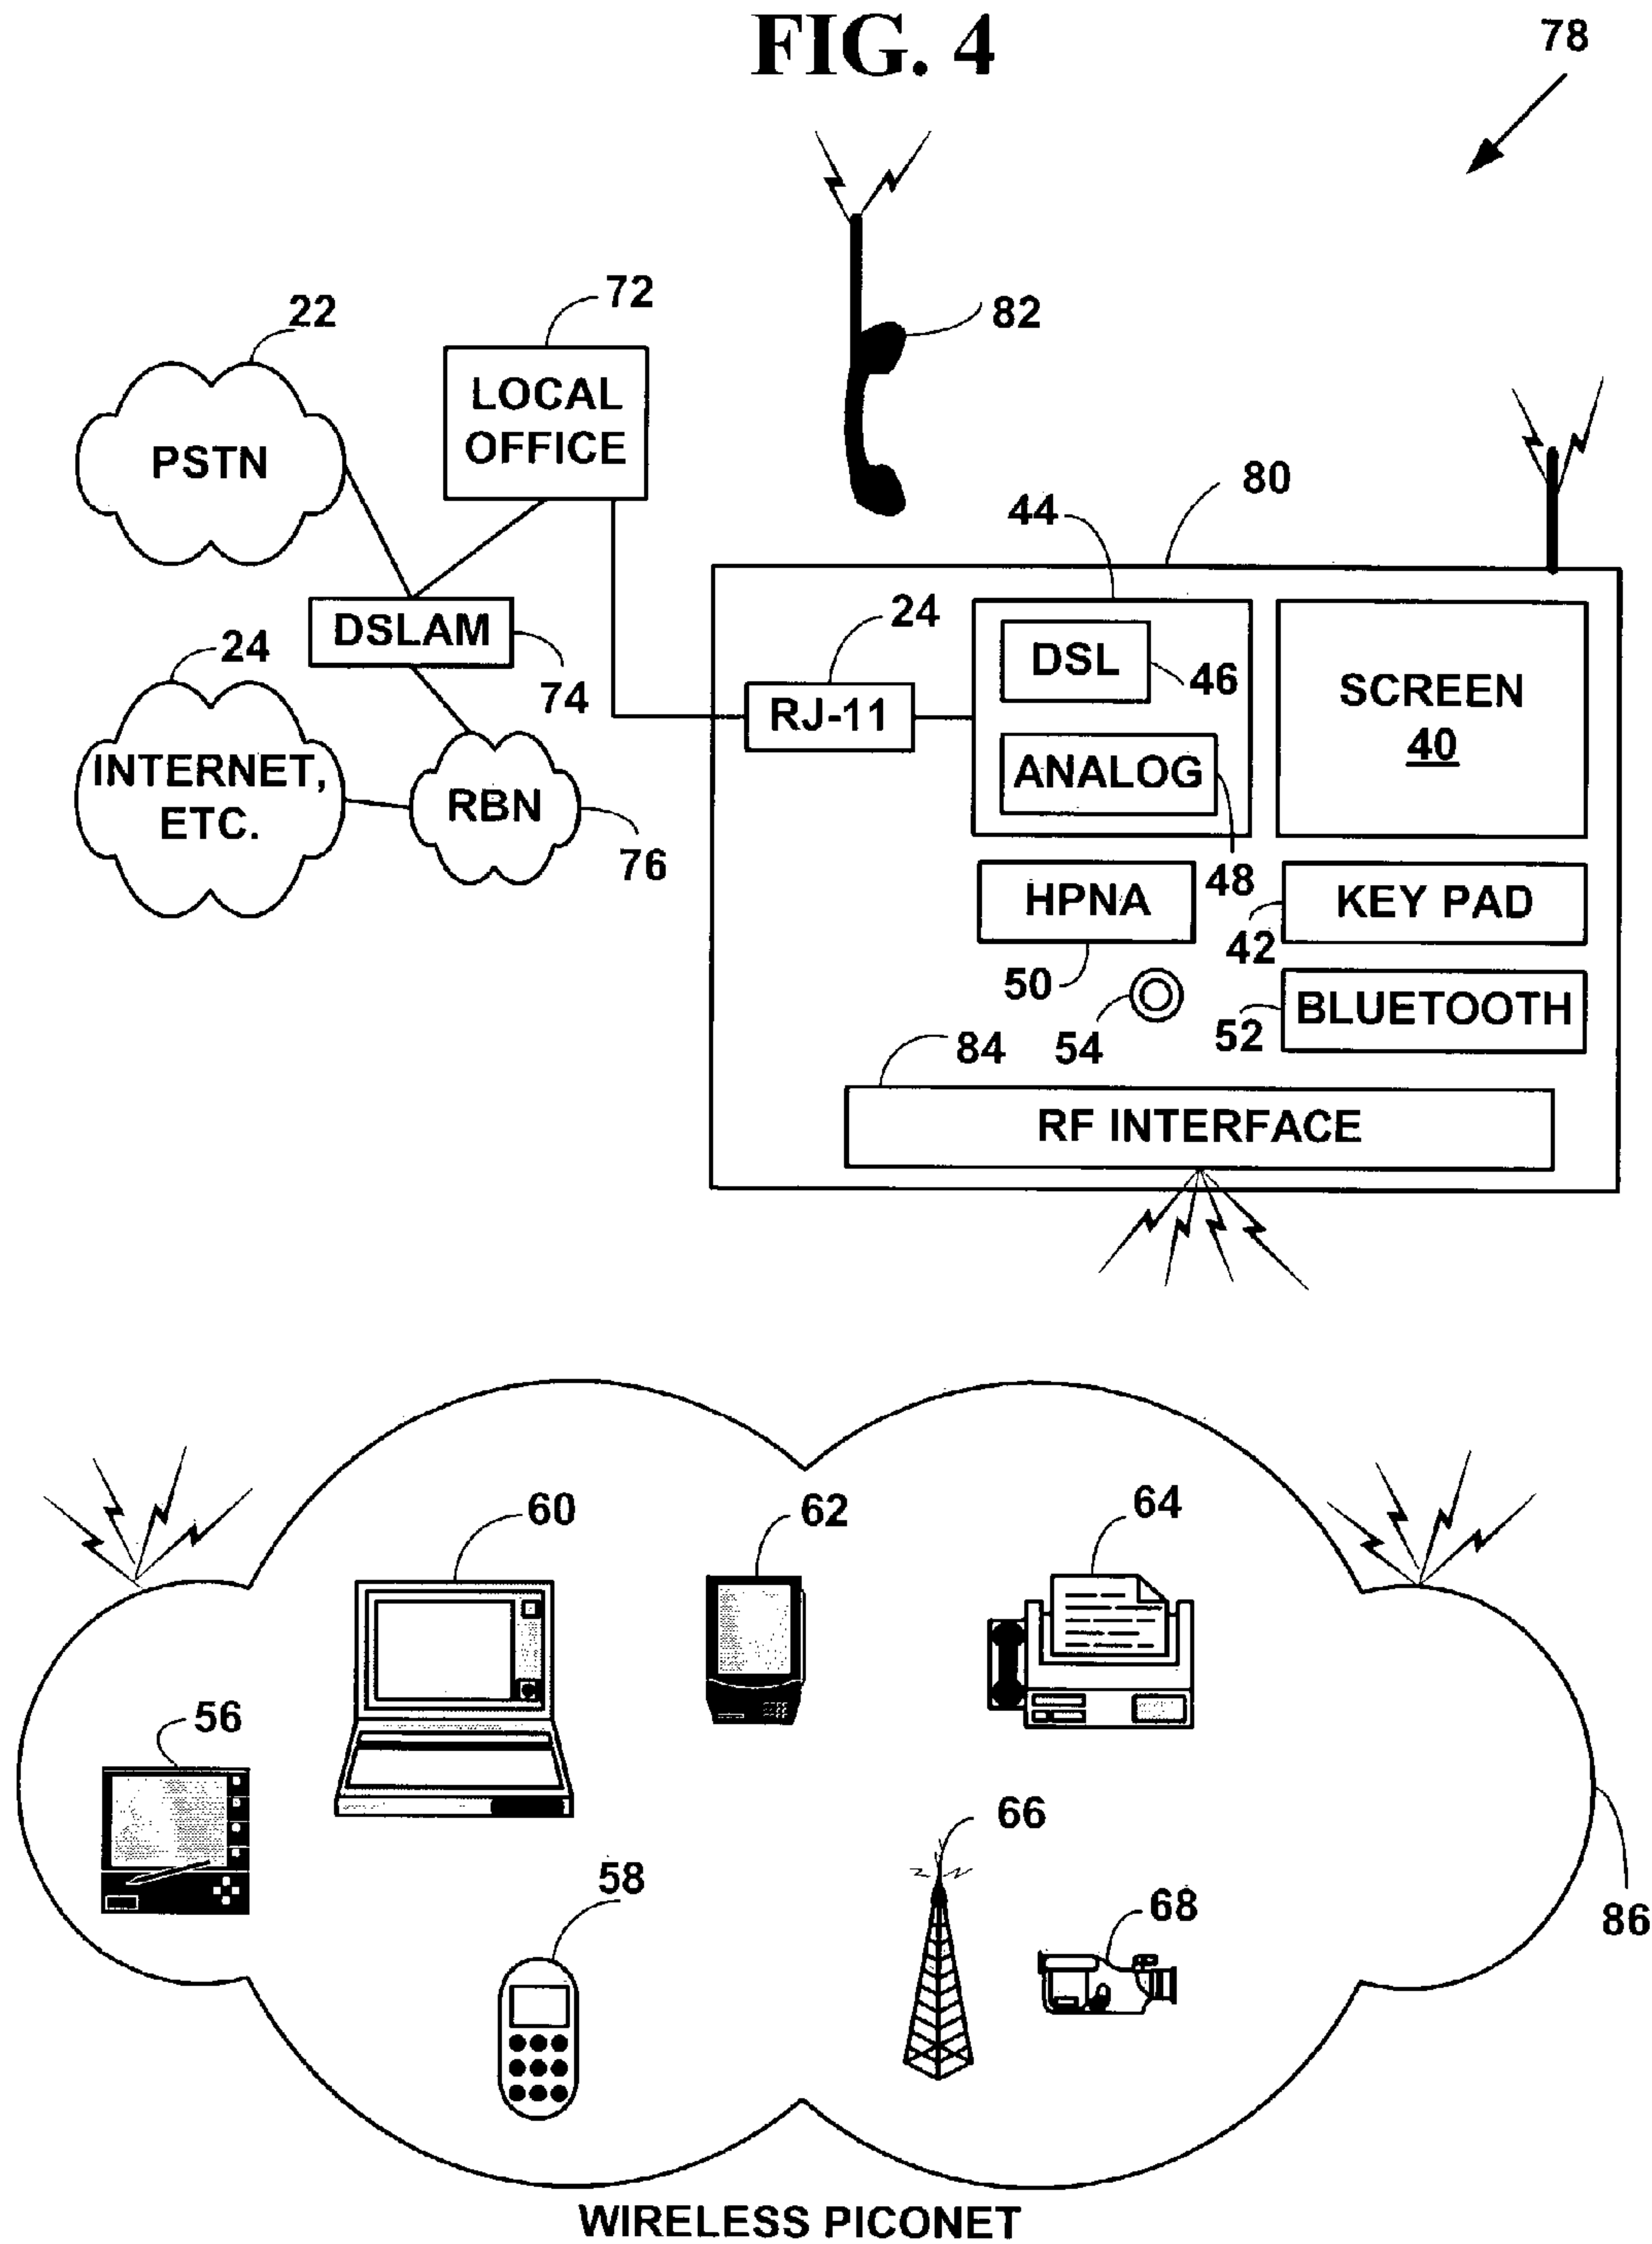 FIG. 4
78
22
72
82
LOCAL
OFFICE
PSTN
80
44
24
24
DSLAM
DSL
46
74
RJ-11
SCREEN
40
INTERNET,
ETC.
RBN
ANALOG
76
48
HPNA
KEY PAD
42
50
BLUETOOTH
52
84
54
RF INTERFACE
60
62
64
56
66
58
68
86
WIRELESS PICONET